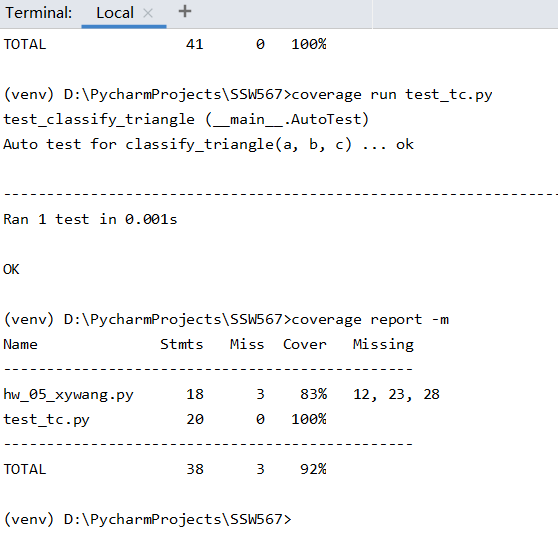 Terminal: Local × +
TOTAL 41 0 100%
(venv) D:\PycharmProjects\SSW567>coverage run test_tc.py
test_classify_triangle (__main__.AutoTest)
Auto test for classify_triangle(a, b, c) ... ok
----------------------------------------------------------------------
Ran 1 test in 0.001s
OK
(venv) D:\PycharmProjects\SSW567>coverage report -m
Name Stmts Miss Cover Missing
------------------------------------------------
hw_05_xywang.py 18 3 83% 12, 23, 28
test_tc.py 20 0 100%
------------------------------------------------
TOTAL 38 3 92%
(venv) D:\PycharmProjects\SSW567>